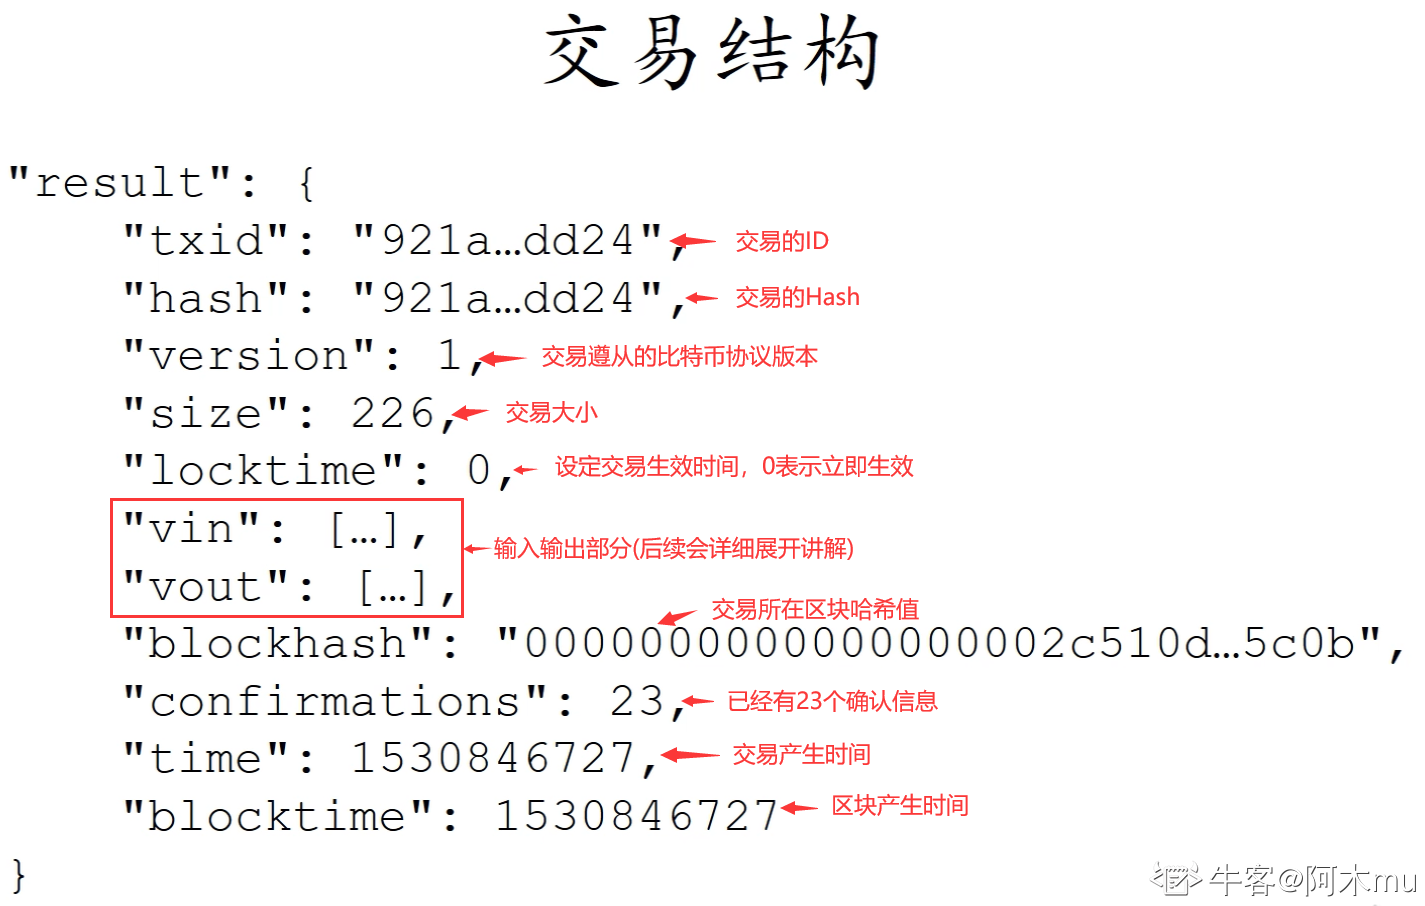 交易结构
"result": {
"txid": "921a…dd24", 交易的ID
"hash": "921a…dd24", 交易的Hash
"version": 1, 交易遵从的比特币协议版本
"size": 226, 交易大小
"locktime": 0, 设定交易生效时间，0表示立即生效
"vin": […],
输入输出部分(后续会详细展开讲解)
"vout": […],
交易所在区块哈希值
"blockhash": "0000000000000000002c510d…5c0b",
"confirmations": 23, 已经有23个确认信息
"time": 1530846727, 交易产生时间
"blocktime": 1530846727 区块产生时间
}
牛客@阿木mu